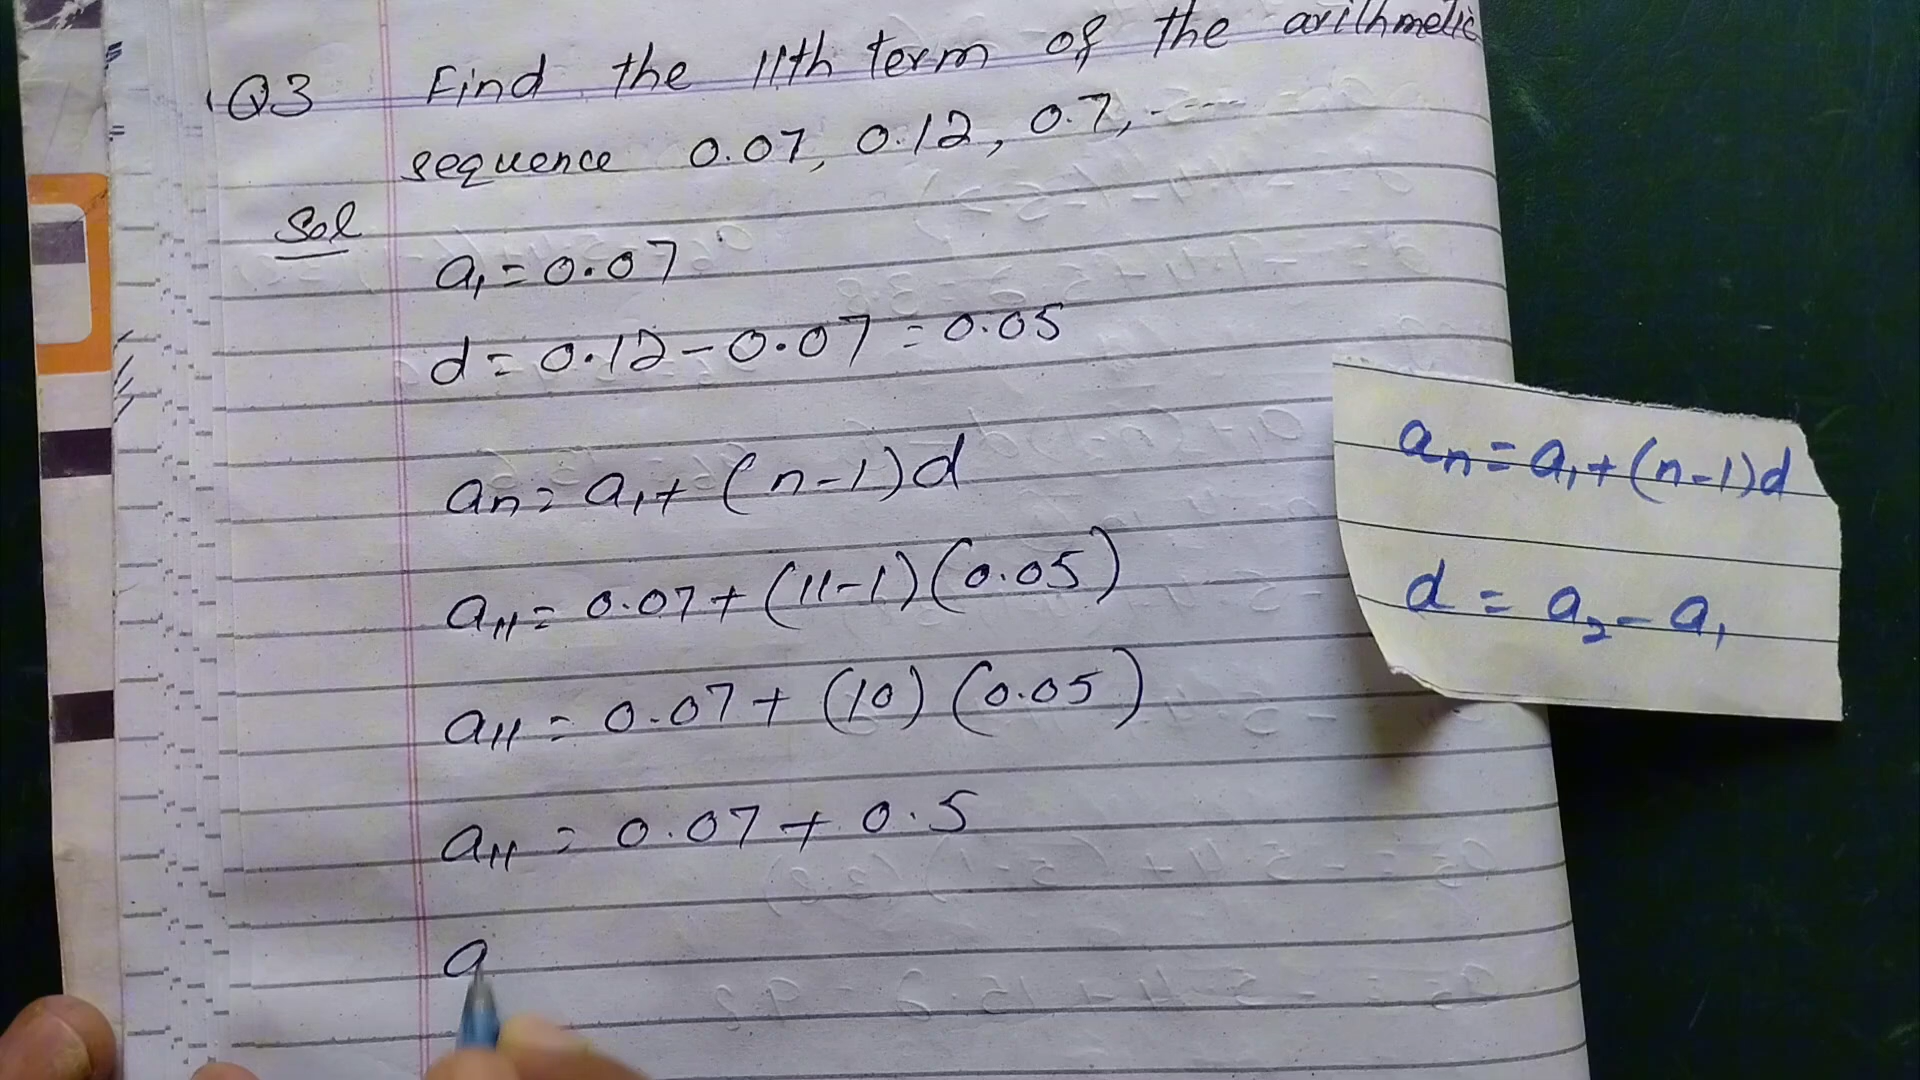 Q3 Find the 11th term of the arithmetic
sequence 0.07, 0.12, 0.7, -----
Sol
a₁ = 0.07
d = 0.12 - 0.07 = 0.05
aₙ = a₁ + (n-1)d
a₁₁ = 0.07 + (11-1)(0.05)
a₁₁ = 0.07 + (10)(0.05)
a₁₁ = 0.07 + 0.5
a
aₙ = a₁ + (n-1)d
d = a₂ - a₁